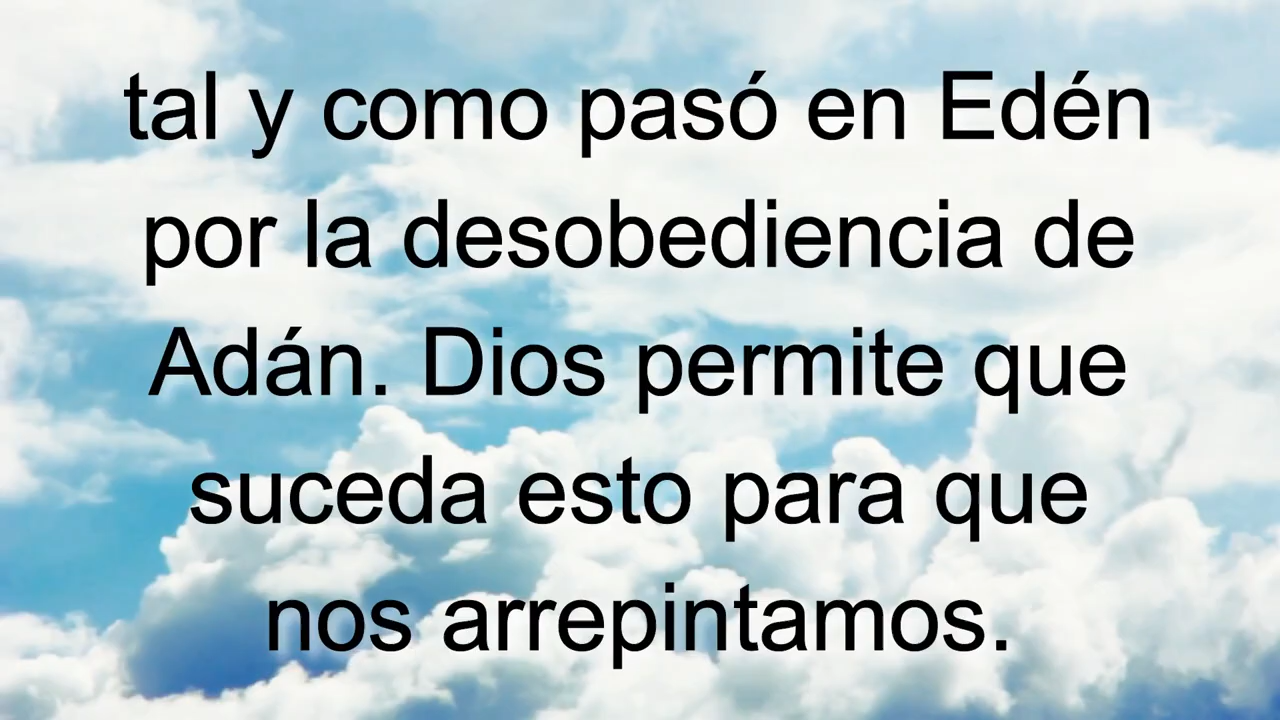 tal y como pasó en Edén
por la desobediencia de
Adán. Dios permite que
suceda esto para que
nos arrepintamos.